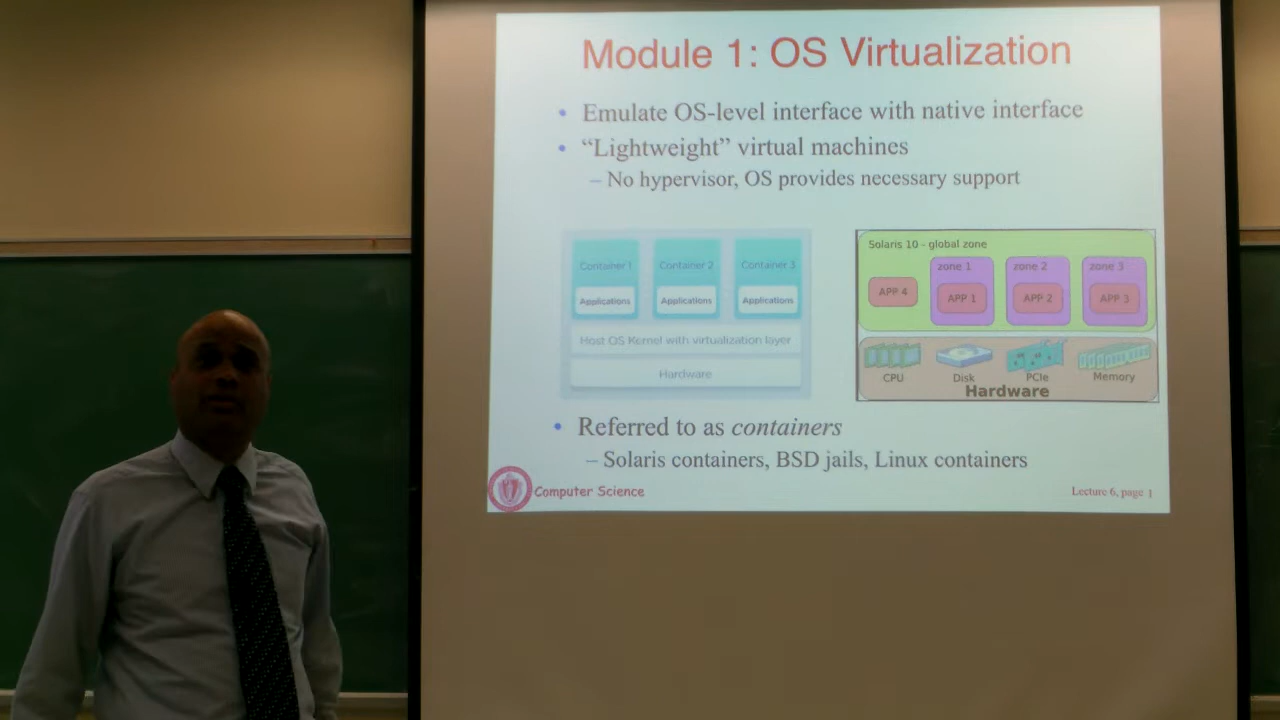 Module 1: OS Virtualization
• Emulate OS-level interface with native interface
• “Lightweight” virtual machines
– No hypervisor, OS provides necessary support
Container 1 Container 2 Container 3
Applications Applications Applications
Host OS Kernel with virtualization layer
Hardware
Solaris 10 - global zone
zone 1 zone 2 zone 3
APP 4 APP 1 APP 2 APP 3
CPU Disk PCIe Memory
Hardware
• Referred to as containers
– Solaris containers, BSD jails, Linux containers
Computer Science
Lecture 6, page 1